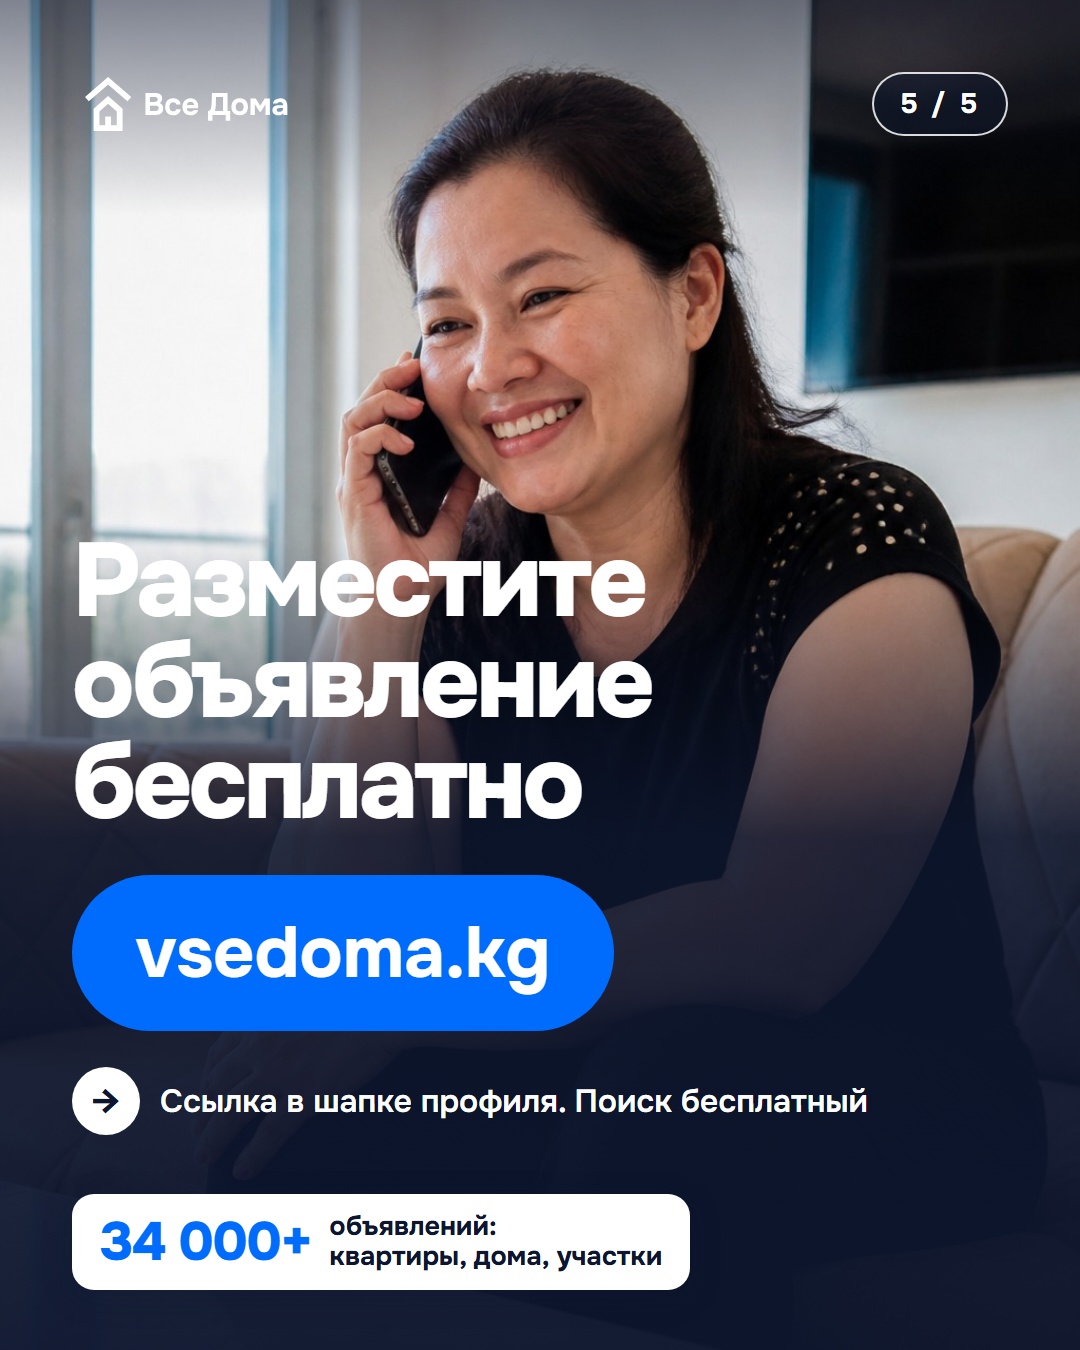 Все Дома
5 / 5
Разместите
объявление
бесплатно
vsedoma.kg
Ссылка в шапке профиля. Поиск бесплатный
34 000+
объявлений:
квартиры, дома, участки